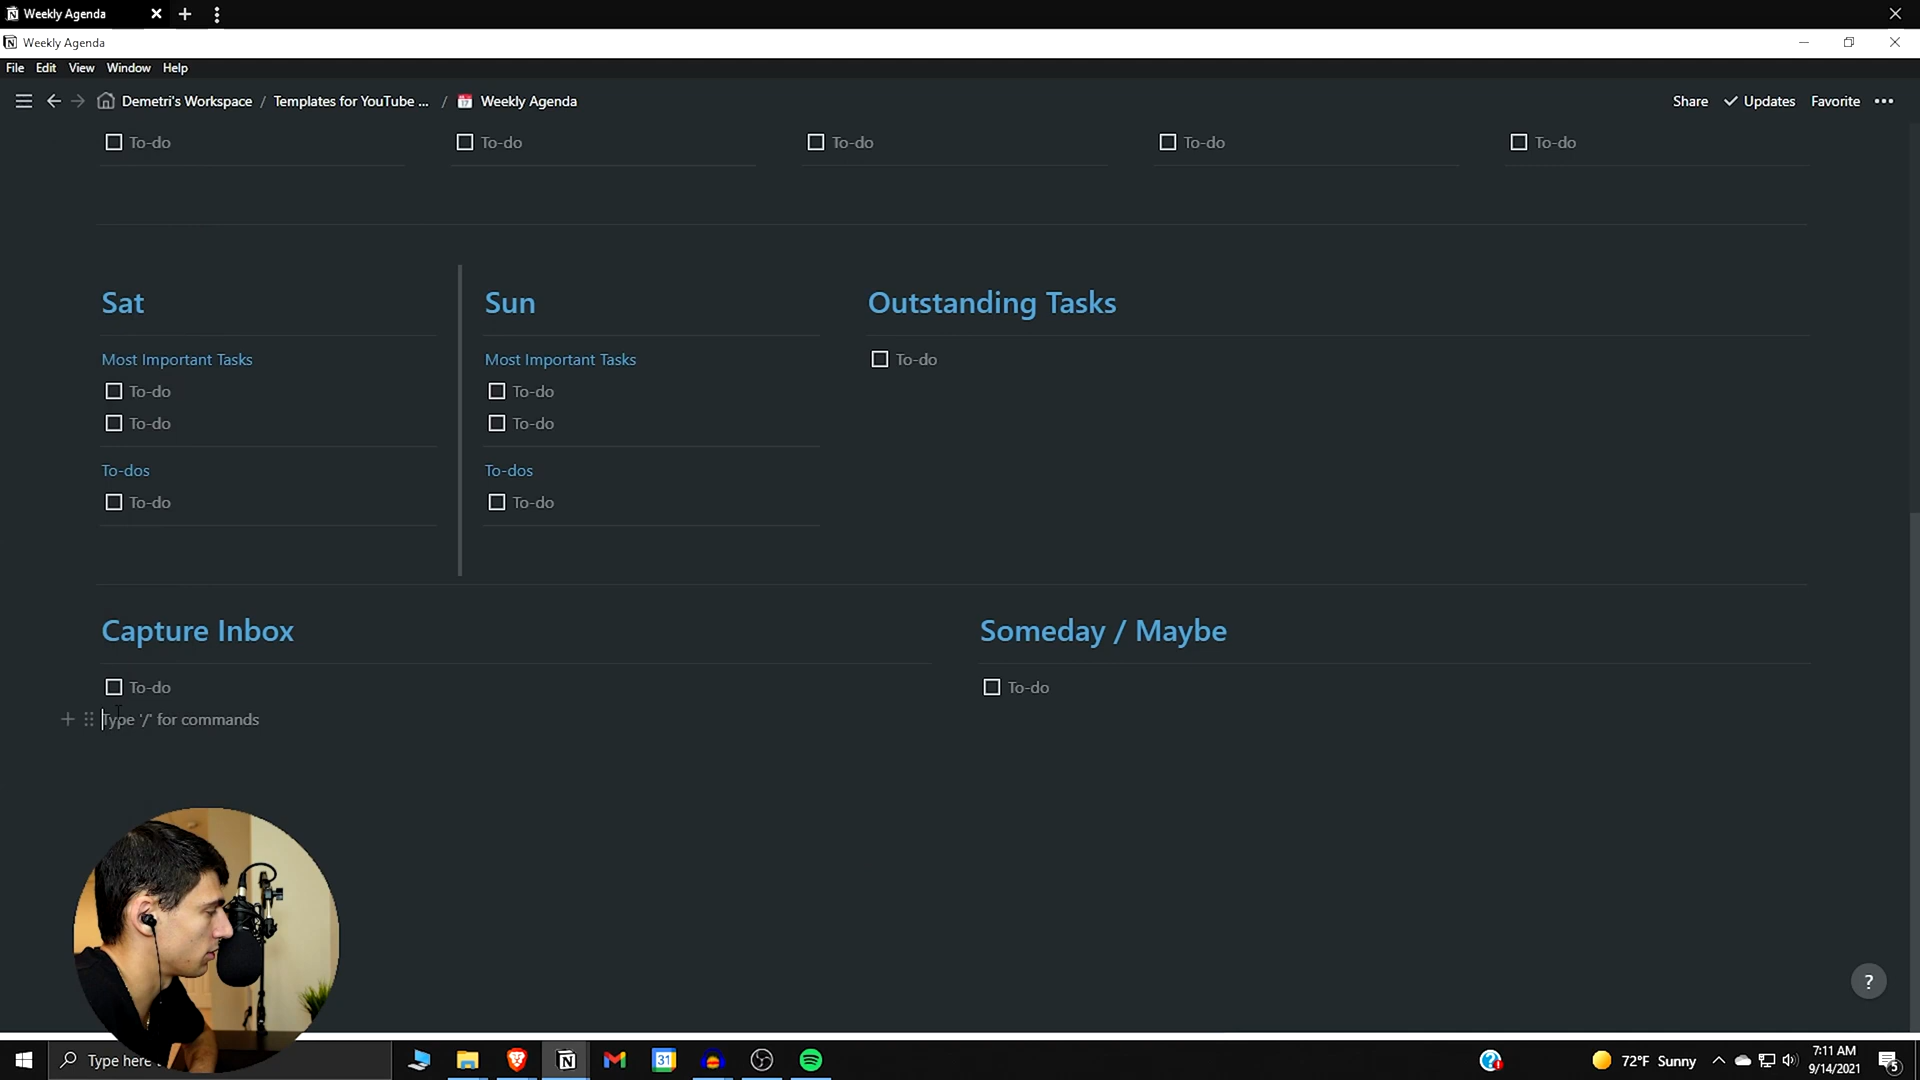 Weekly Agenda
Weekly Agenda
File Edit View Window Help
Demetri's Workspace / Templates for YouTube ... / Weekly Agenda Share Updates Favorite
To-do To-do To-do To-do To-do
Sat Sun Outstanding Tasks
Most Important Tasks Most Important Tasks To-do
To-do To-do
To-do To-do
To-dos To-dos
To-do To-do
Capture Inbox Someday / Maybe
To-do To-do
Type '/' for commands
?
Type here 31 72°F Sunny 7:11 AM
9/14/2021 5